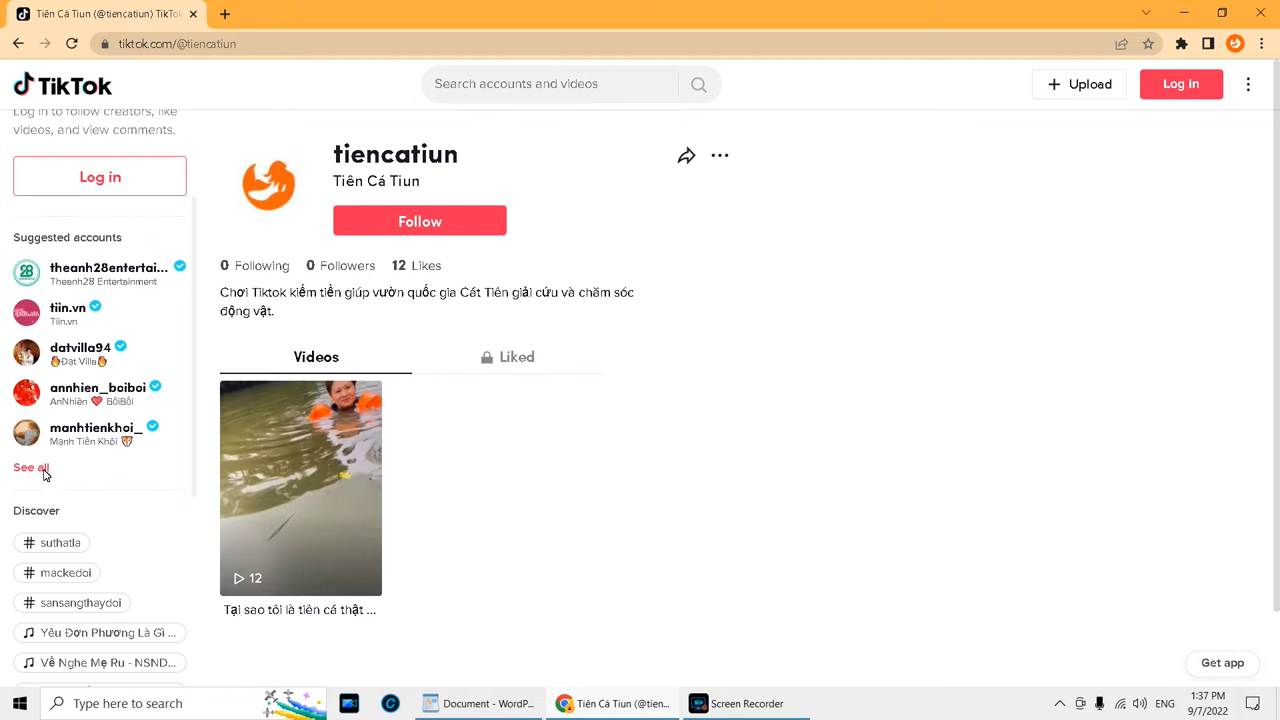 Tiên Cá Tiun (@tiencatiun) TikTok
tiktok.com/@tiencatiun
TikTok
Search accounts and videos
Upload
Log in
Log in to follow creators, like
videos, and view comments.
Log in
Suggested accounts
theanh28entertai...
Theanh28 Entertainment
tiin.vn
Tiin.vn
datvilla94
Đạt Villa
annhien__boiboi
AnNhiên BốiBối
manhtienkhoi_
Mạnh Tiến Khôi
See all
Discover
# suthatla
# mackedoi
# sansangthaydoi
Yêu Đơn Phương Là Gì ...
Về Nghe Mẹ Ru - NSND...
tiencatiun
Tiên Cá Tiun
Follow
0 Following 0 Followers 12 Likes
Chơi Tiktok kiếm tiền giúp vườn quốc gia Cát Tiên giải cứu và chăm sóc
động vật.
Videos
Liked
12
Tại sao tôi là tiên cá thật ...
Get app
Type here to search
Document - WordP...
Tiên Cá Tiun (@tien...
Screen Recorder
ENG
1:37 PM
9/7/2022